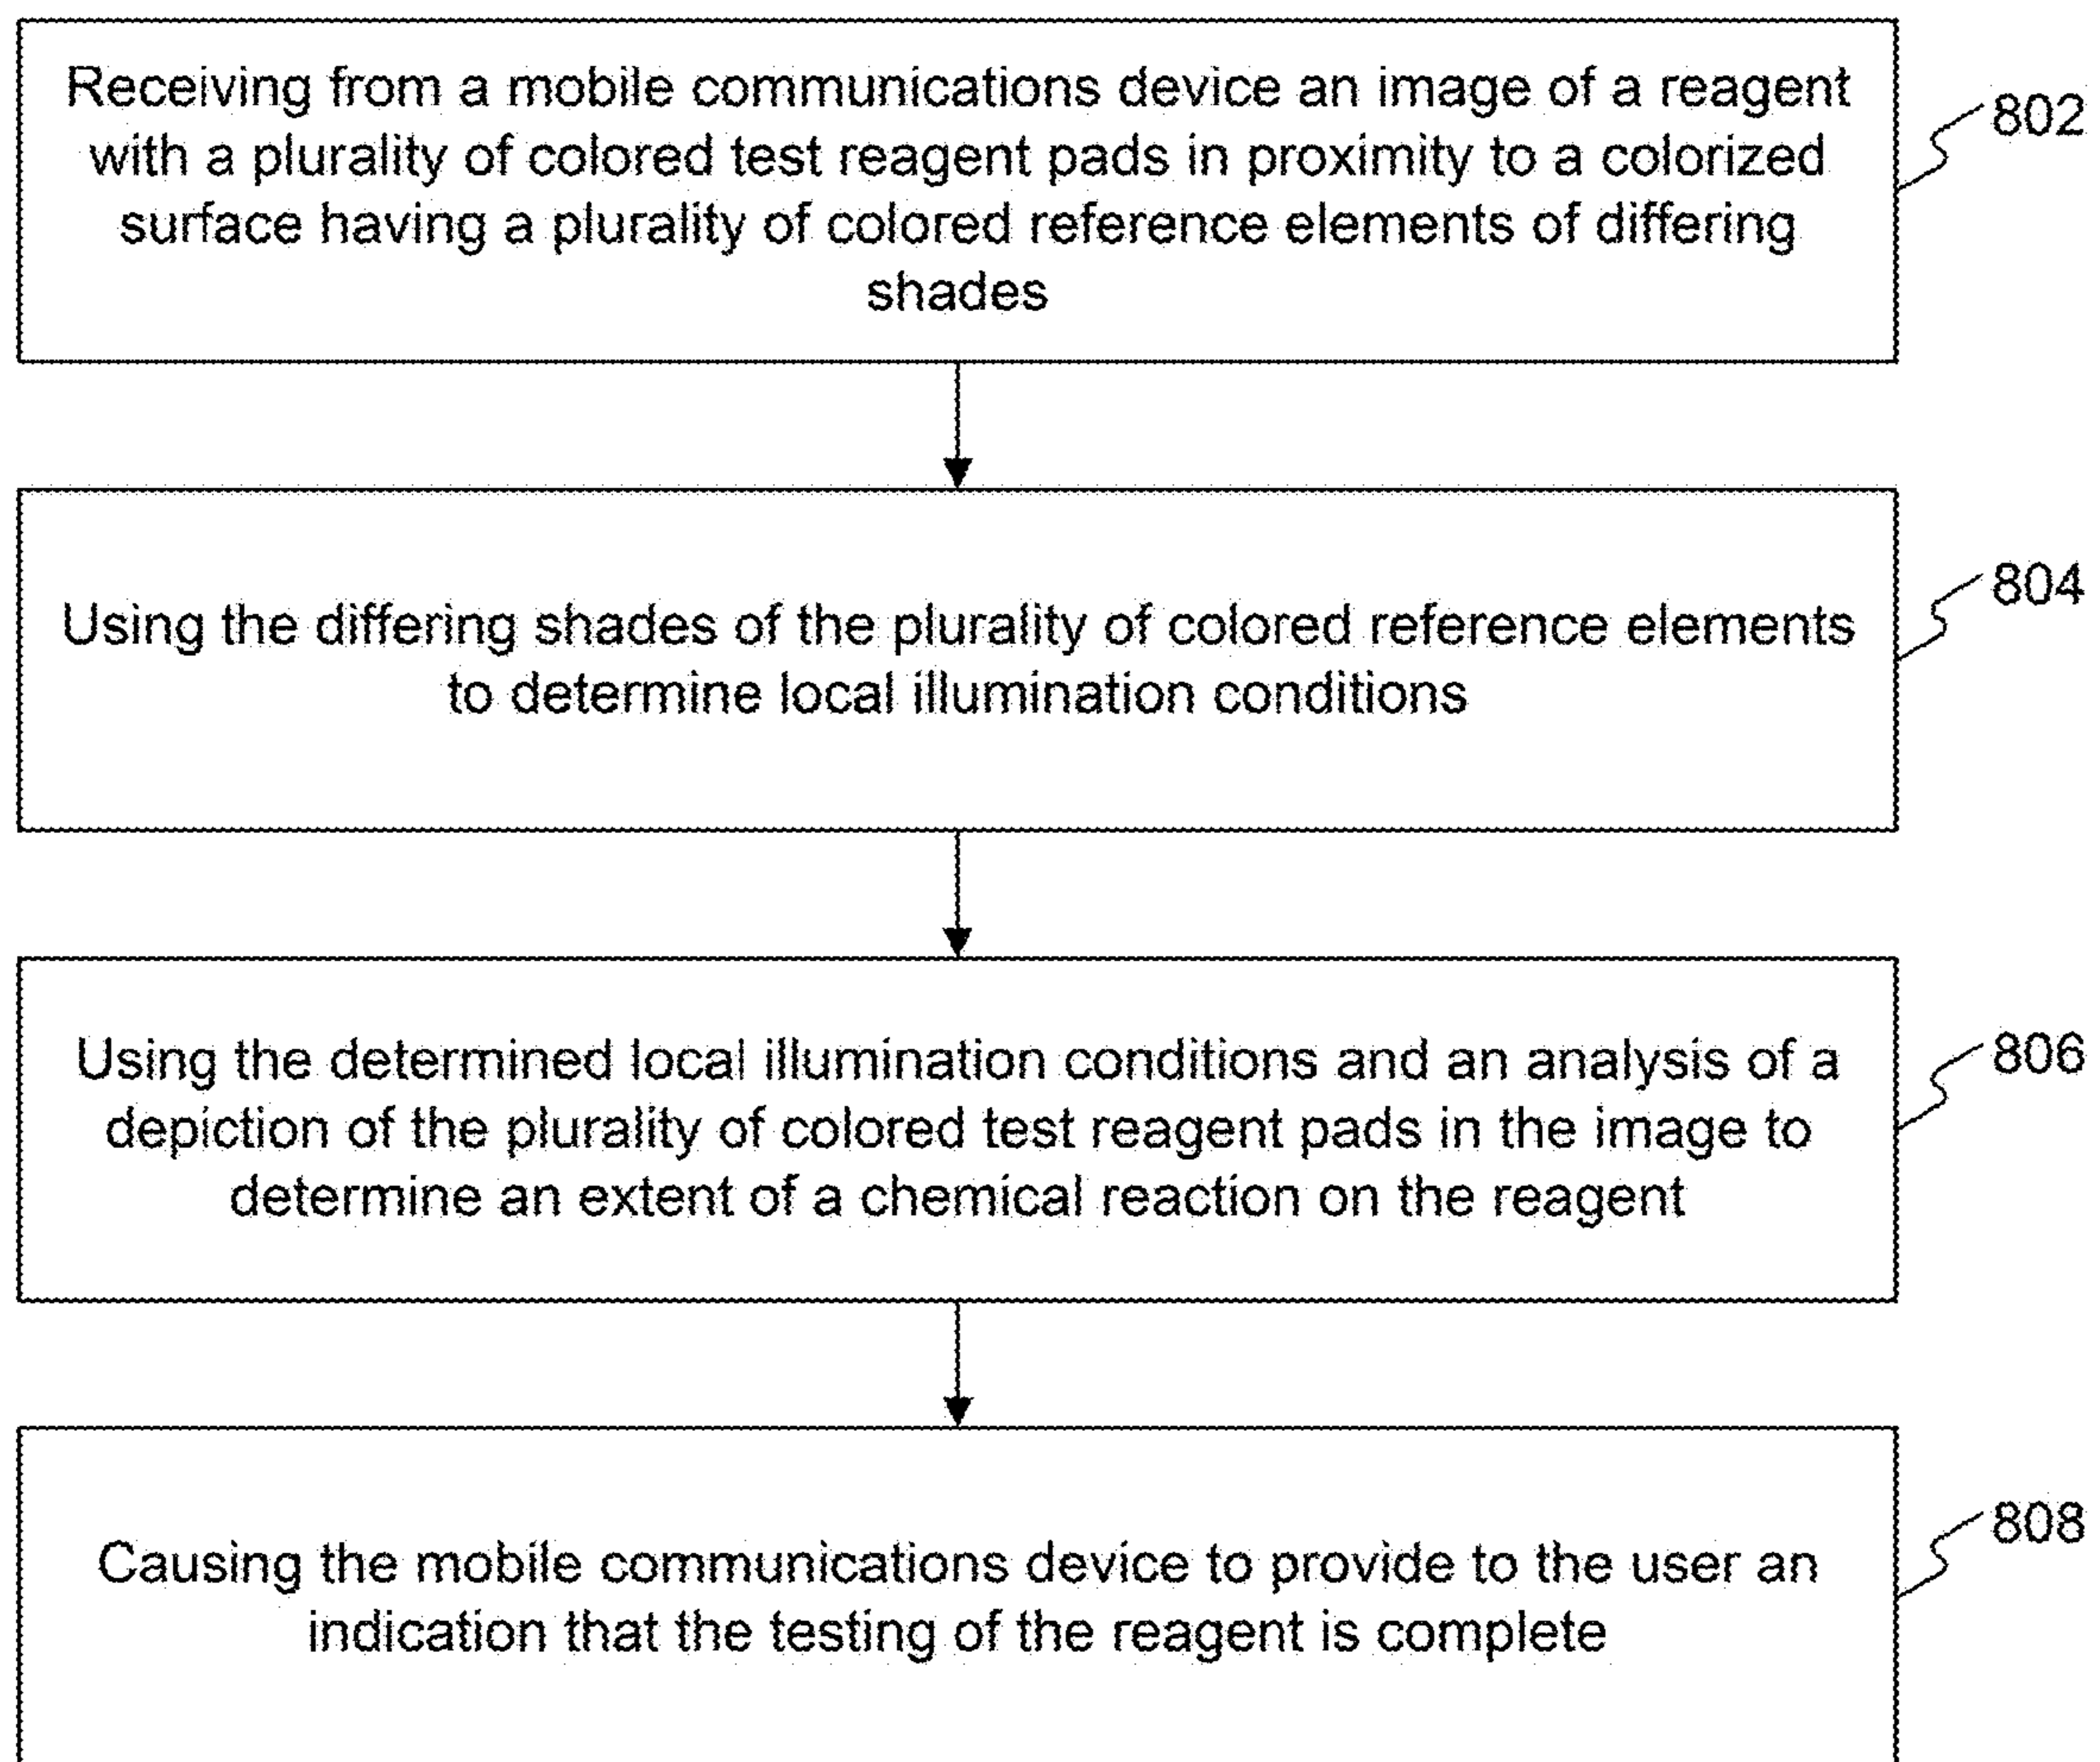 Receiving from a mobile communications device an image of a reagent
with a plurality of colored test reagent pads in proximity to a colorized
surface having a plurality of colored reference elements of differing
shades
802
Using the differing shades of the plurality of colored reference elements
to determine local illumination conditions
804
Using the determined local illumination conditions and an analysis of a
depiction of the plurality of colored test reagent pads in the image to
determine an extent of a chemical reaction on the reagent
806
Causing the mobile communications device to provide to the user an
indication that the testing of the reagent is complete
808